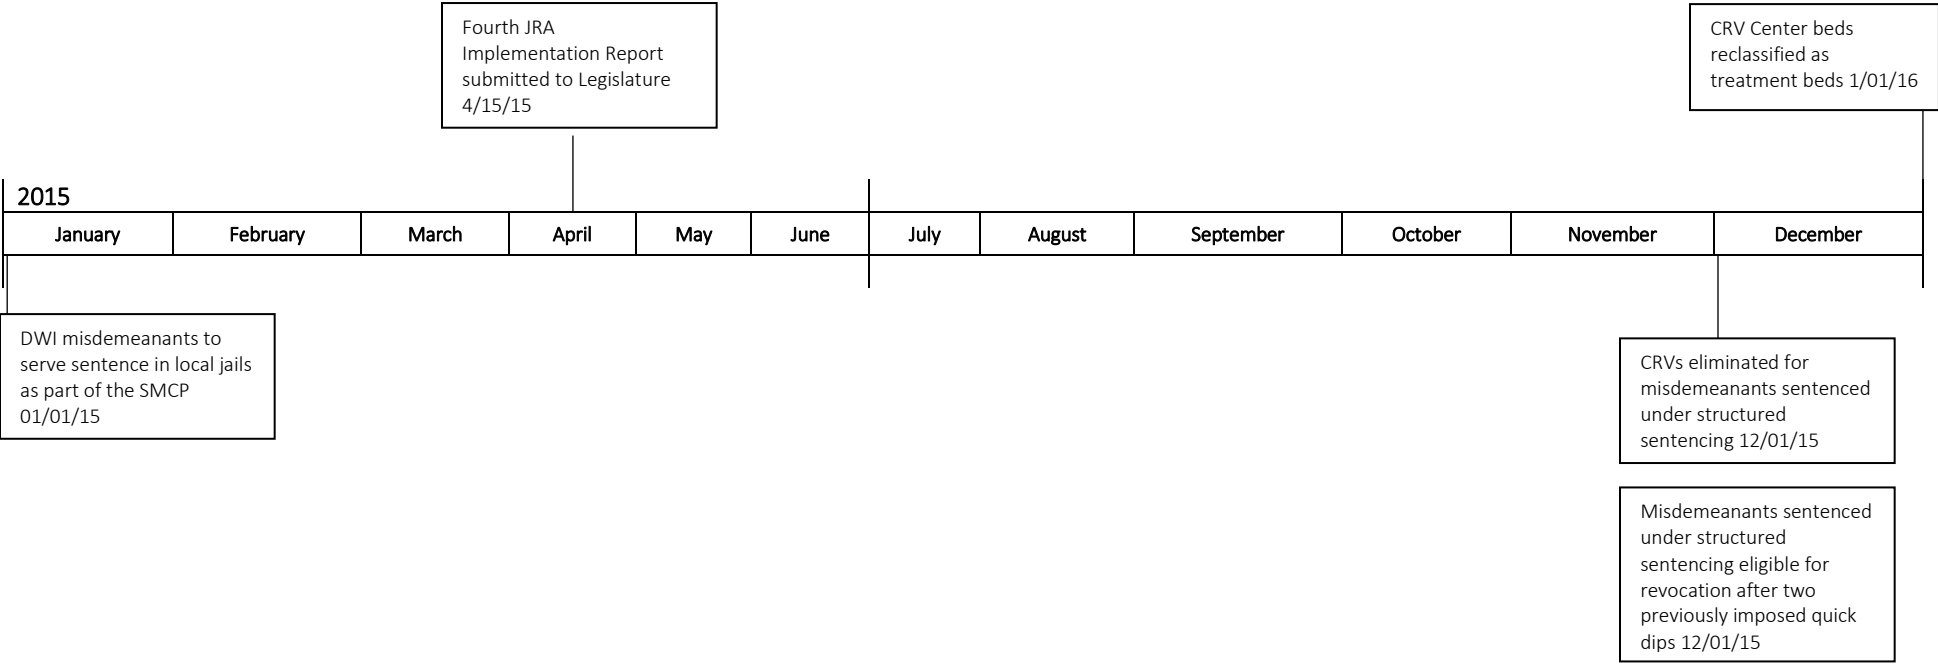 Fourth JRA
Implementation Report
submitted to Legislature
4/15/15
CRV Center beds
reclassified as
treatment beds 1/01/16
2015
January February March April May June July August September October November December
DWI misdemeanants to
serve sentence in local jails
as part of the SMCP
01/01/15
CRVs eliminated for
misdemeanants sentenced
under structured
sentencing 12/01/15
Misdemeanants sentenced
under structured
sentencing eligible for
revocation after two
previously imposed quick
dips 12/01/15